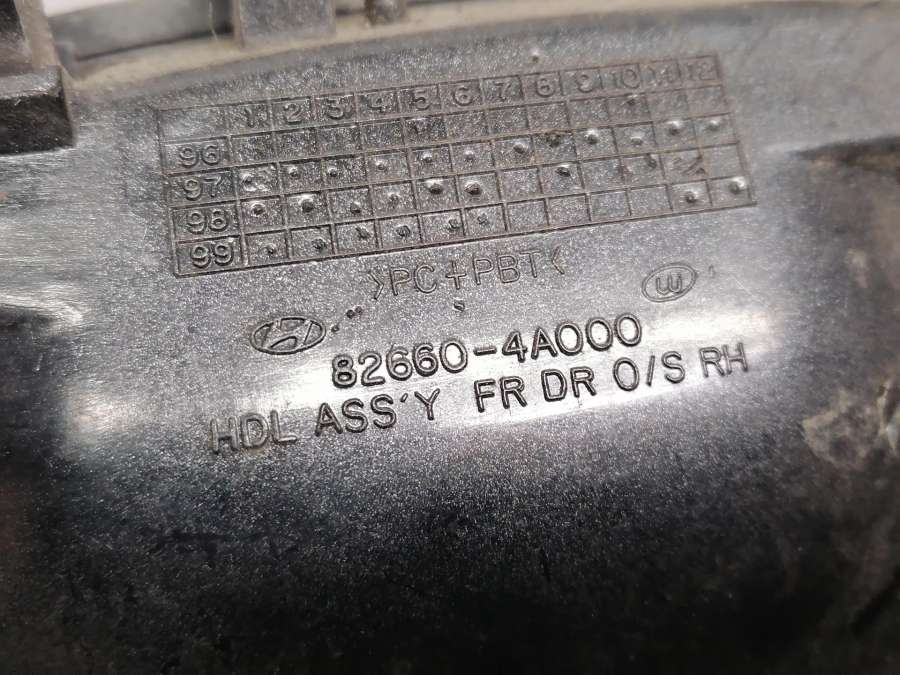 1 2 3 4 5 6 7 8 9 10 11 12
96
97
98
99
>PC+PBT<
82660-4A000
HDL ASS'Y FR DR O/S RH